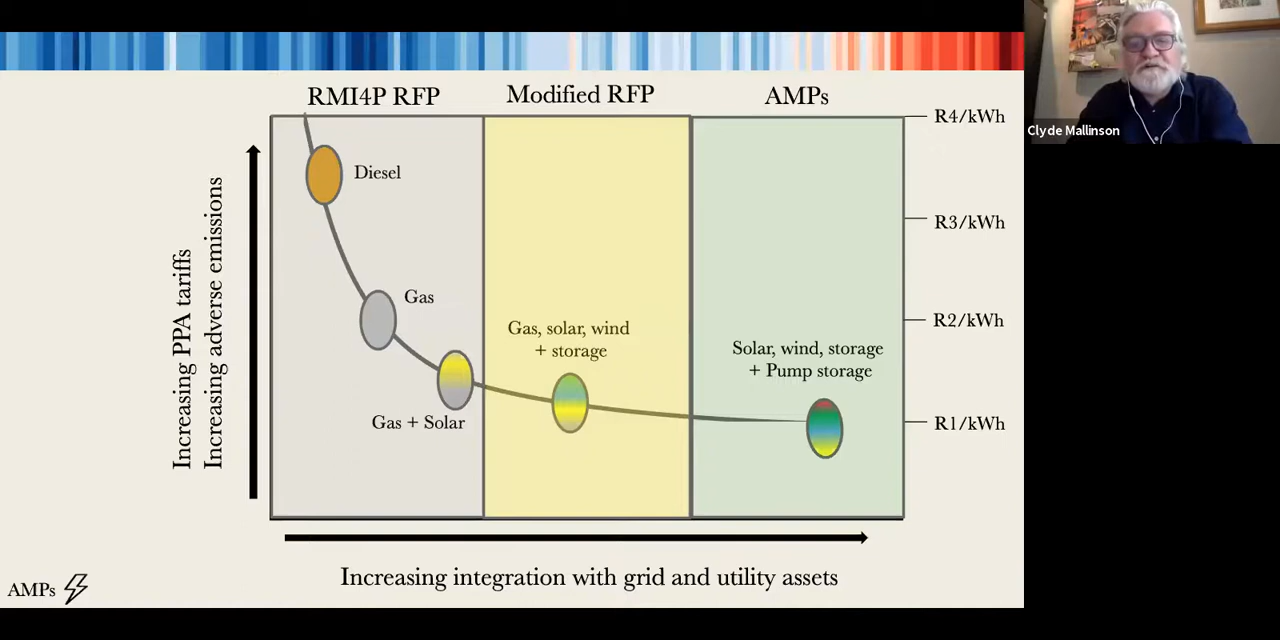 RMI4P RFP
Modified RFP
AMPs
R4/kWh
Clyde Mallinson
Diesel
R3/kWh
Increasing PPA tariffs
Increasing adverse emissions
Gas
R2/kWh
Gas, solar, wind
+ storage
Solar, wind, storage
+ Pump storage
Gas + Solar
R1/kWh
Increasing integration with grid and utility assets
AMPs